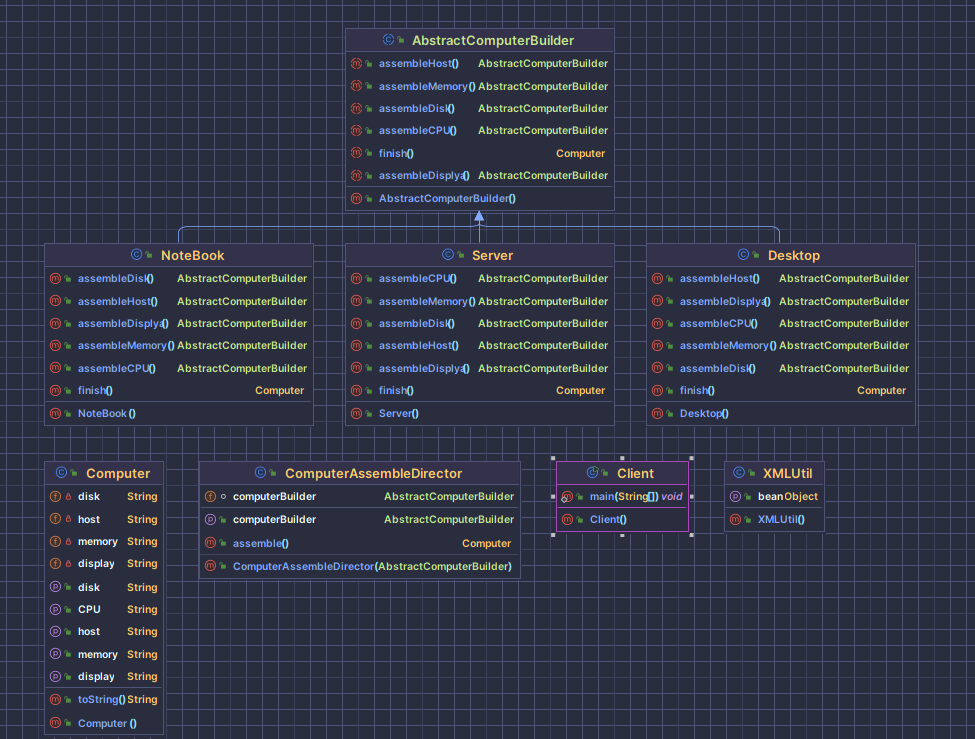 AbstractComputerBuilder
assembleHost() AbstractComputerBuilder
assembleMemory() AbstractComputerBuilder
assembleDisk() AbstractComputerBuilder
assembleCPU() AbstractComputerBuilder
finish() Computer
assembleDisplya() AbstractComputerBuilder
AbstractComputerBuilder()
NoteBook
assembleDisk() AbstractComputerBuilder
assembleHost() AbstractComputerBuilder
assembleDisplya() AbstractComputerBuilder
assembleMemory() AbstractComputerBuilder
assembleCPU() AbstractComputerBuilder
finish() Computer
NoteBook()
Server
assembleCPU() AbstractComputerBuilder
assembleMemory() AbstractComputerBuilder
assembleDisk() AbstractComputerBuilder
assembleHost() AbstractComputerBuilder
assembleDisplya() AbstractComputerBuilder
finish() Computer
Server()
Desktop
assembleHost() AbstractComputerBuilder
assembleDisplya() AbstractComputerBuilder
assembleCPU() AbstractComputerBuilder
assembleMemory() AbstractComputerBuilder
assembleDisk() AbstractComputerBuilder
finish() Computer
Desktop()
Computer
disk String
host String
memory String
display String
disk String
CPU String
host String
memory String
display String
toString() String
Computer ()
ComputerAssembleDirector
computerBuilder AbstractComputerBuilder
computerBuilder AbstractComputerBuilder
assemble() Computer
ComputerAssembleDirector(AbstractComputerBuilder)
Client
main(String[]) void
Client()
XMLUtil
bean Object
XMLUtil()